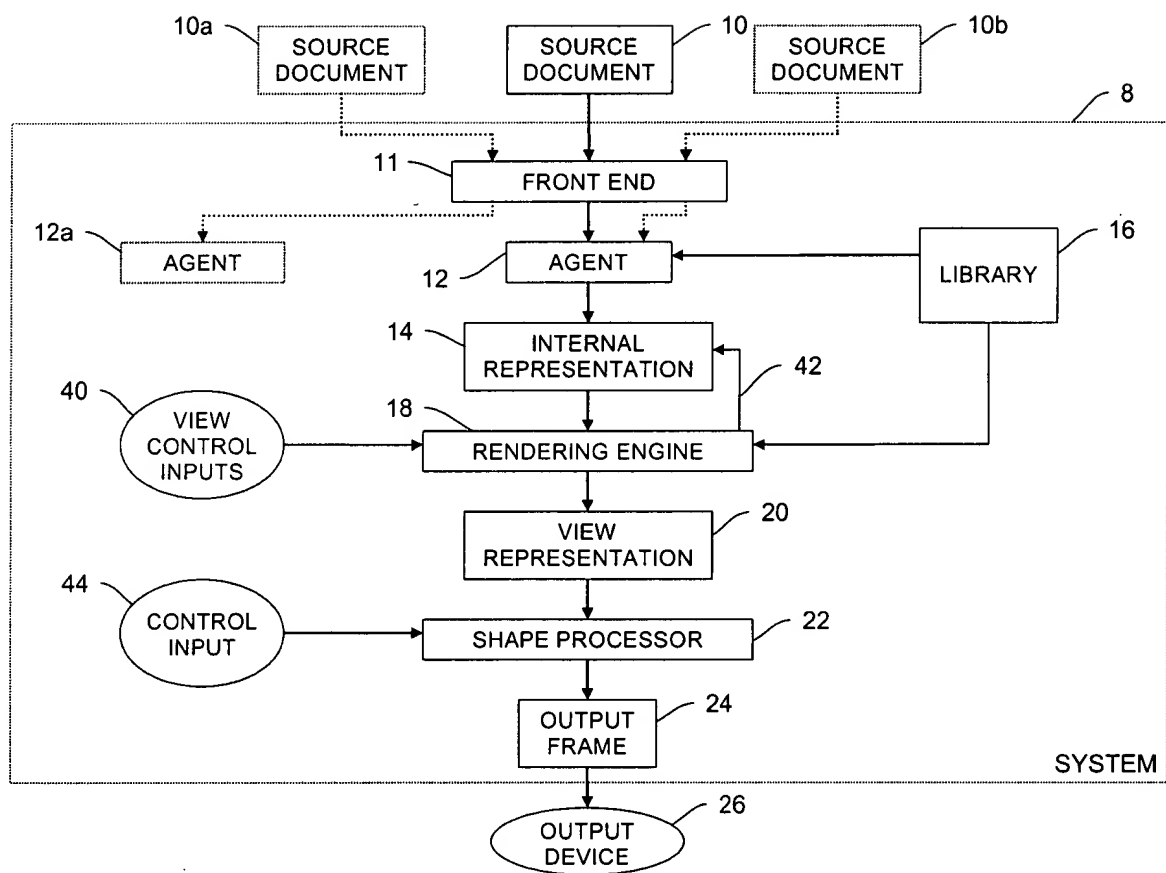 10a
SOURCE
DOCUMENT
10
SOURCE
DOCUMENT
10b
SOURCE
DOCUMENT
8
11
FRONT END
12a
AGENT
12
AGENT
16
LIBRARY
14
INTERNAL
REPRESENTATION
42
40
VIEW
CONTROL
INPUTS
18
RENDERING ENGINE
20
VIEW
REPRESENTATION
44
CONTROL
INPUT
SHAPE PROCESSOR
22
24
OUTPUT
FRAME
SYSTEM
26
OUTPUT
DEVICE